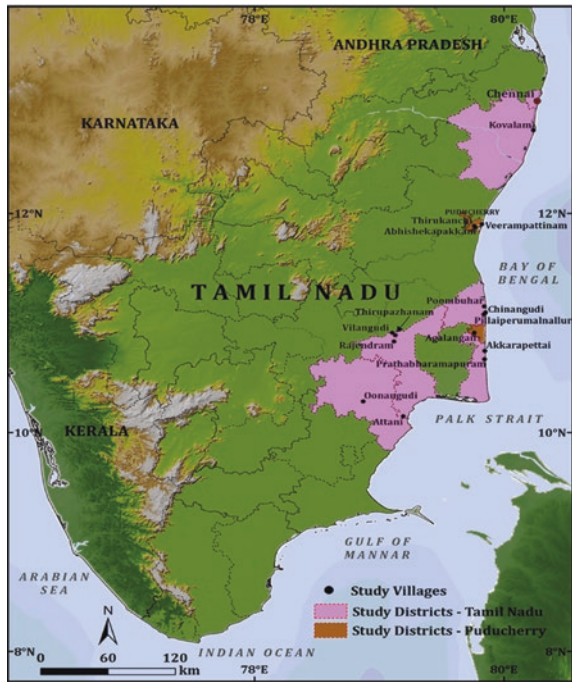 78°E
80°E
ANDHRA PRADESH
Chennai
KARNATAKA
Kovalam
12°N
12°N
PUDUCHERRY
Thirukanchi
Veerampattinam
Abhishekapakkam
BAY OF
BENGAL
TAMIL NADU
Poombuhar
Thirupazhanam
Chinangudi
Pillaiperumalnallur
Vilangudi
Agalangan
Rajendram
Akkarapettai
Prathabharamapuram
Oonangudi
PALK STRAIT
Attani
10°N
10°N
KERALA
GULF OF
MANNAR
ARABIAN
SEA
Study Villages
Study Districts - Tamil Nadu
Study Districts - Puducherry
N
INDIAN OCEAN
8°N
8°N
0 60 120
km
78°E
80°E